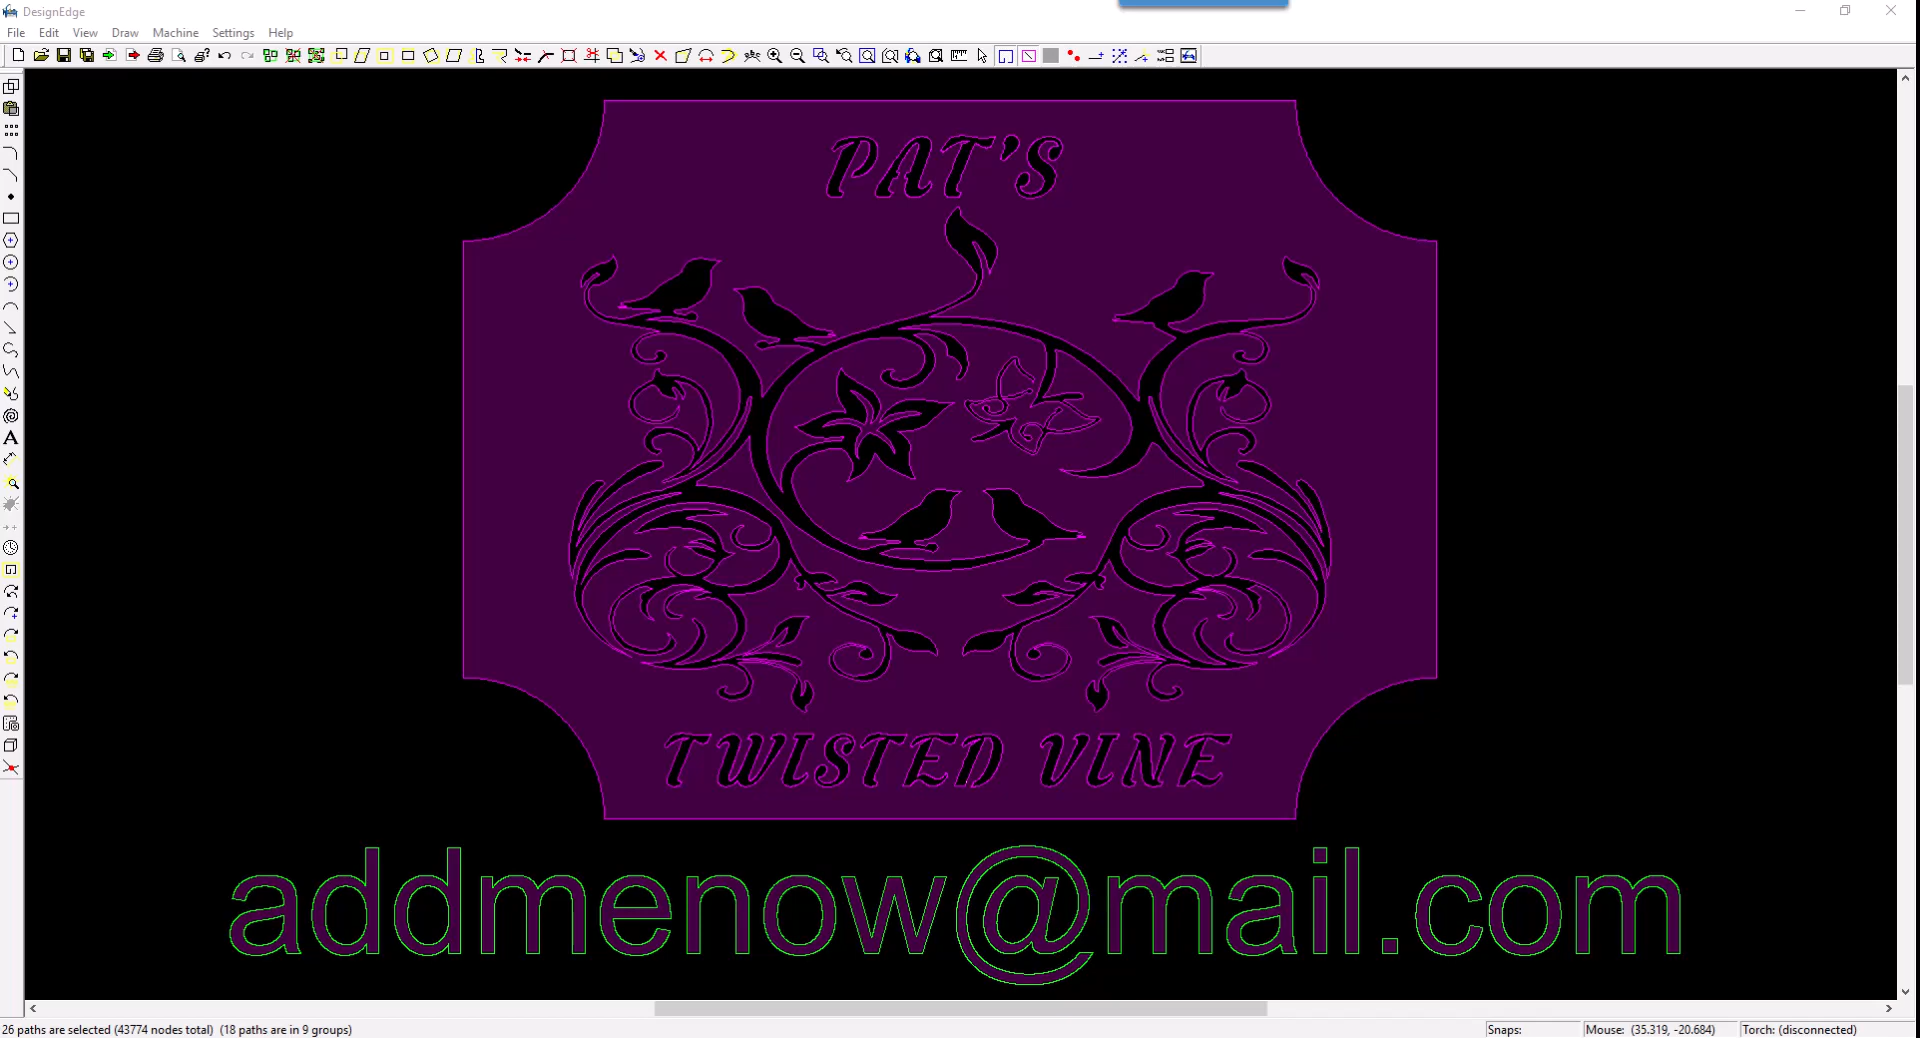 DesignEdge
File Edit View Draw Machine Settings Help
abc
PAT'S
A
TWISTED VINE
addmenow@mail.com
26 paths are selected (43774 nodes total) (18 paths are in 9 groups)
Snaps: Mouse: (35.319, -20.684) Torch: (disconnected)